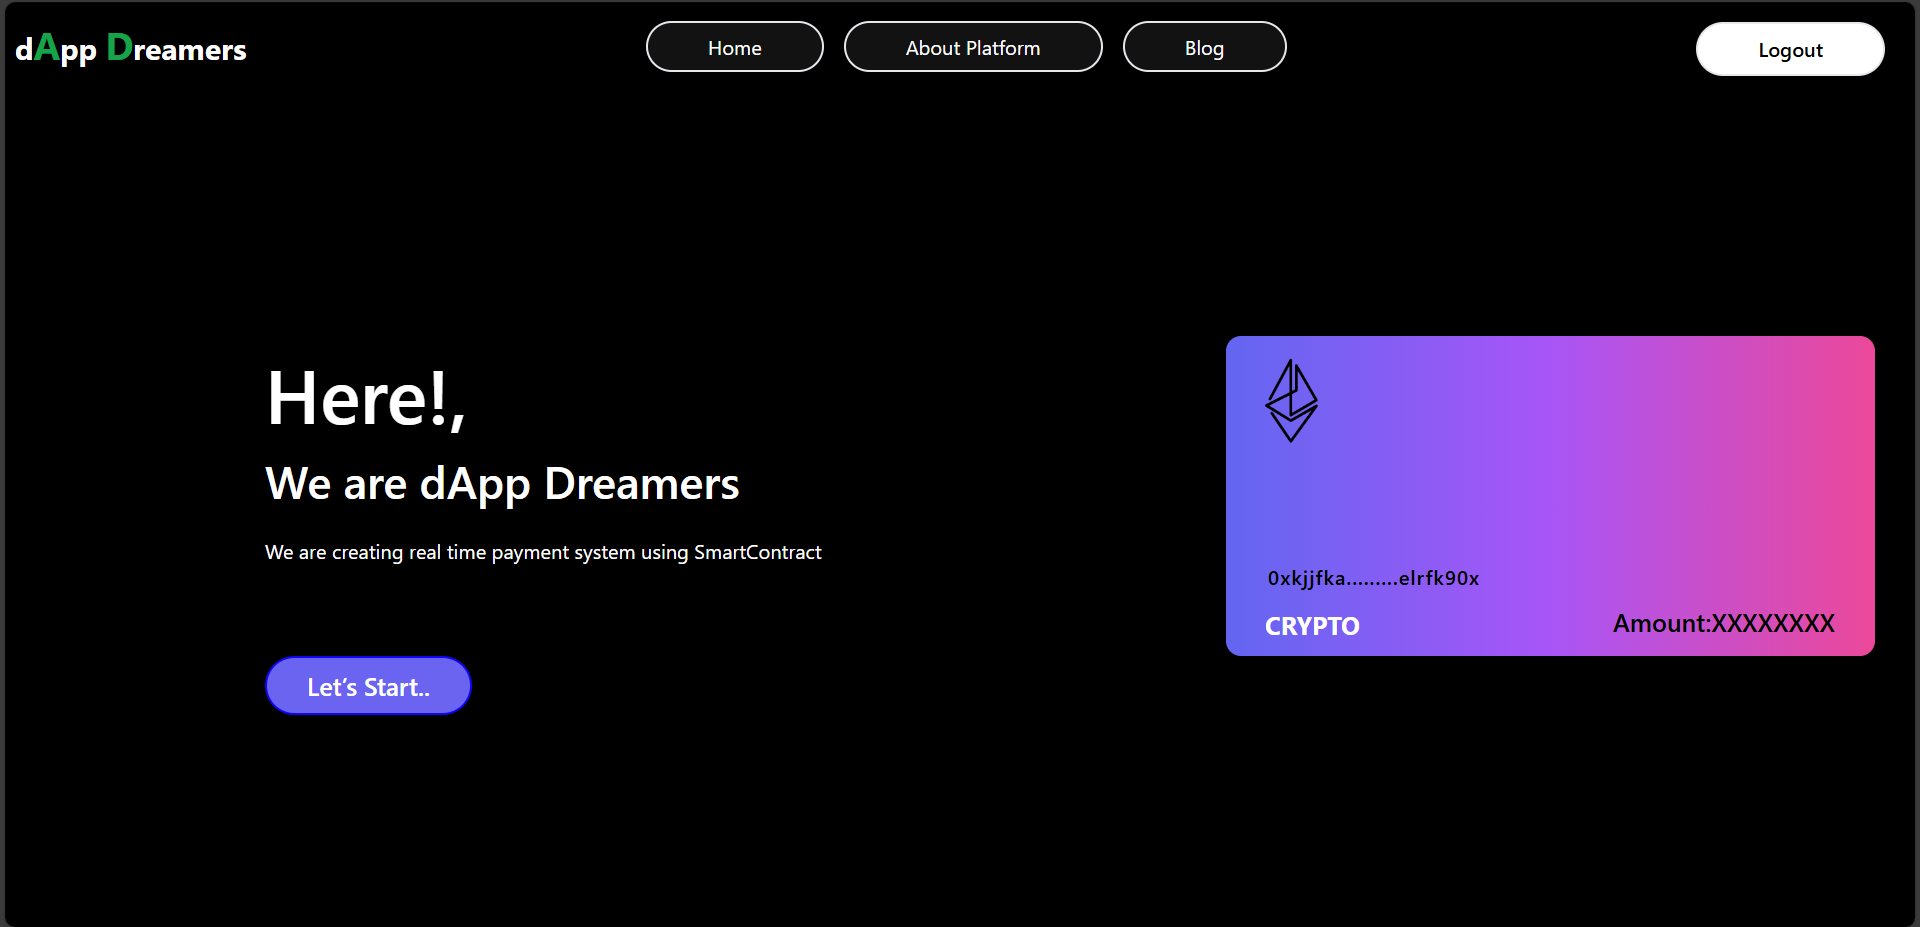 dApp Dreamers
Home
About Platform
Blog
Logout
Here!,
We are dApp Dreamers
We are creating real time payment system using SmartContract
Let’s Start..
0xkjjfka.........elrfk90x
CRYPTO
Amount:XXXXXXXX